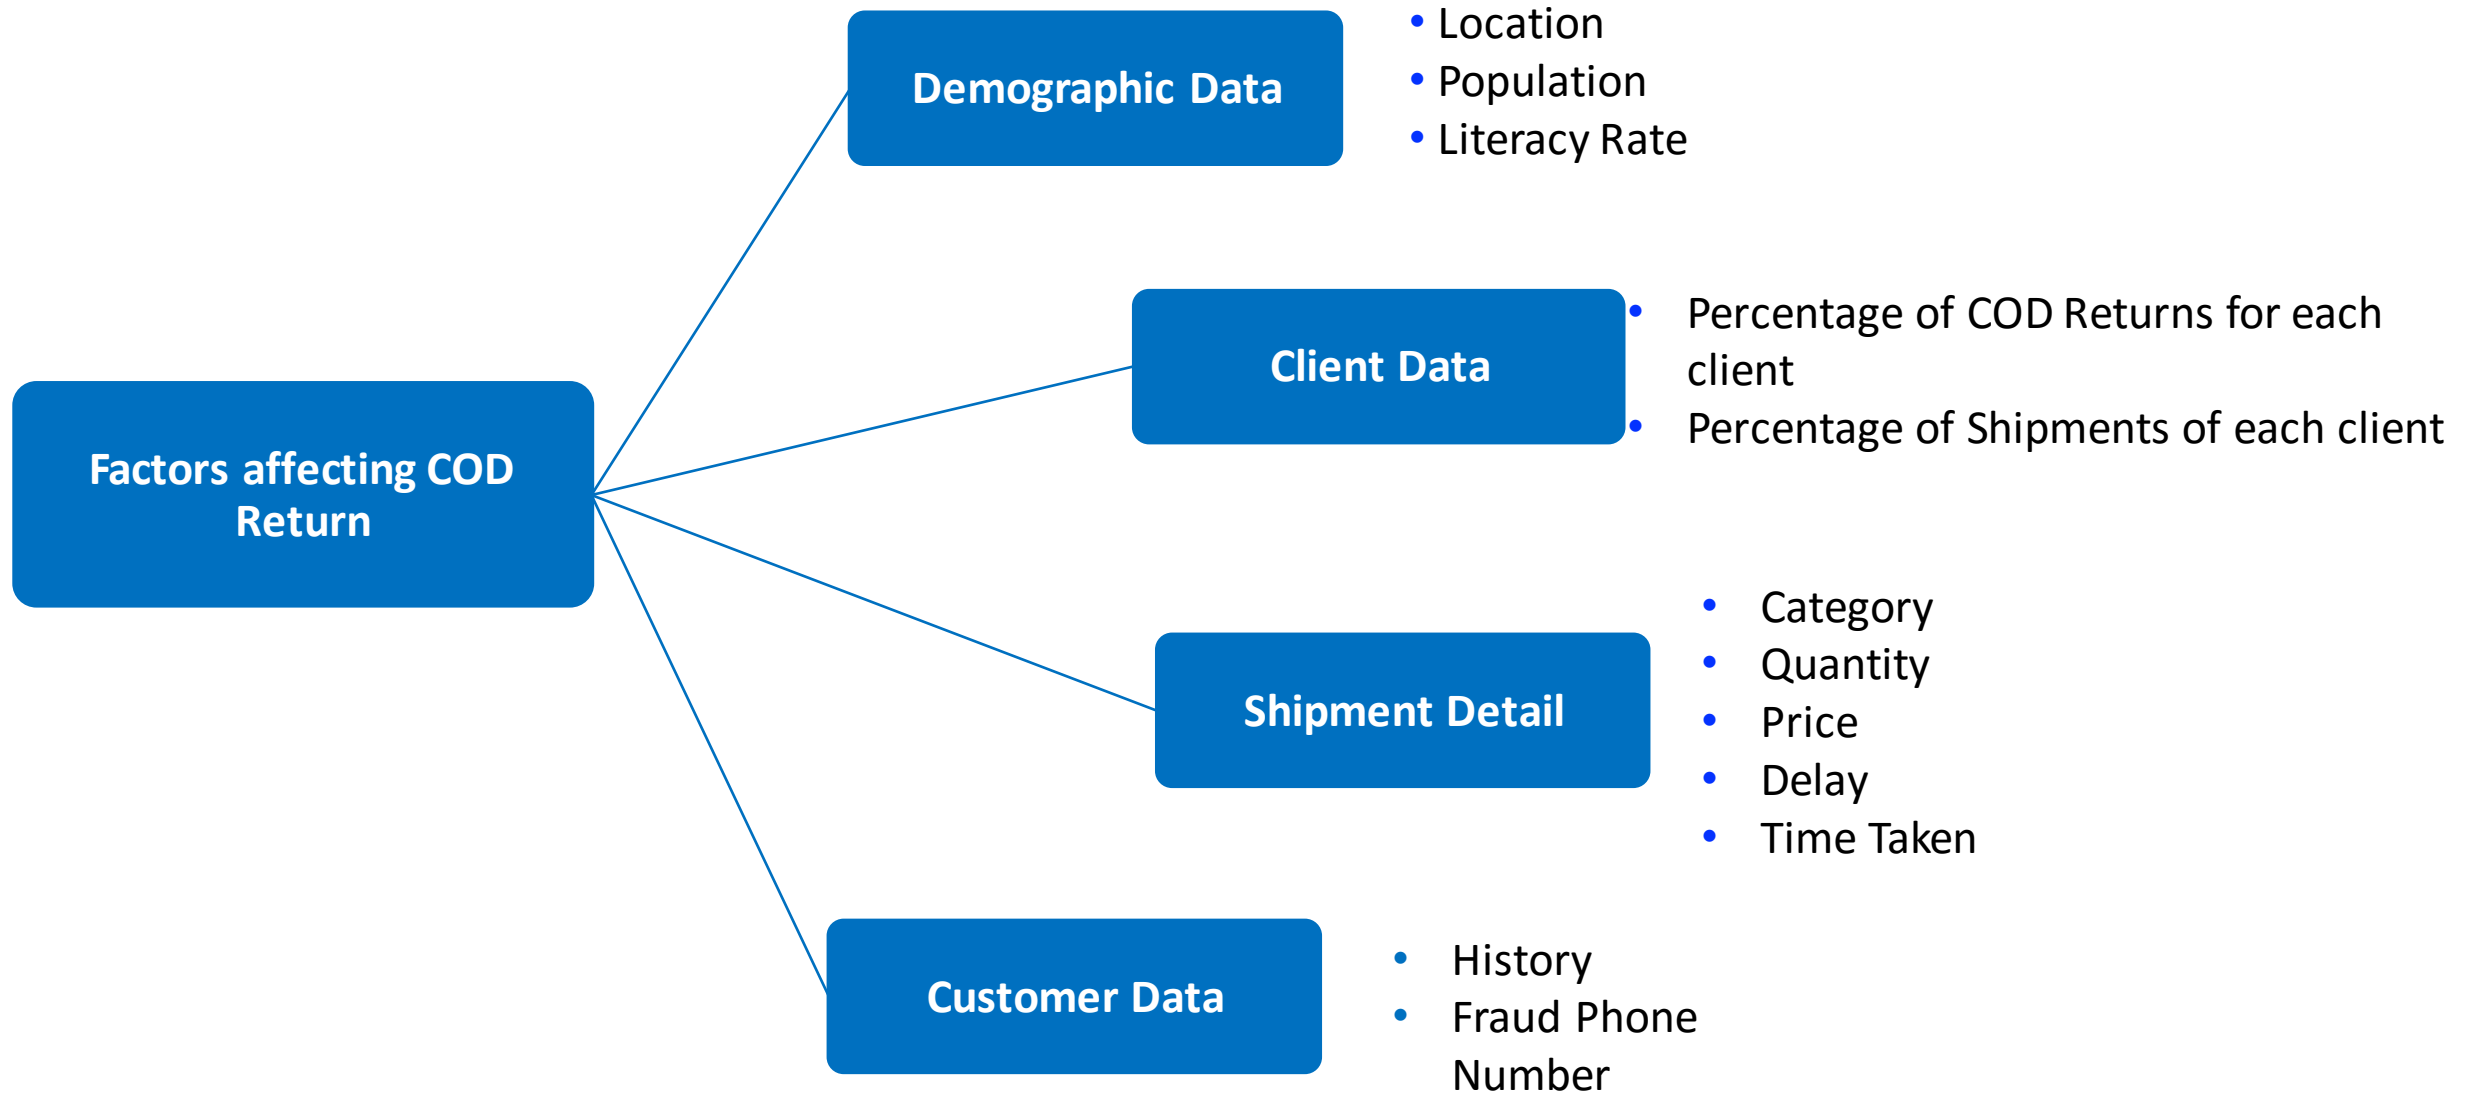 Factors affecting COD
Return
Demographic Data
• Location
• Population
• Literacy Rate
Client Data
• Percentage of COD Returns for each
client
• Percentage of Shipments of each client
Shipment Detail
• Category
• Quantity
• Price
• Delay
• Time Taken
Customer Data
• History
• Fraud Phone
Number